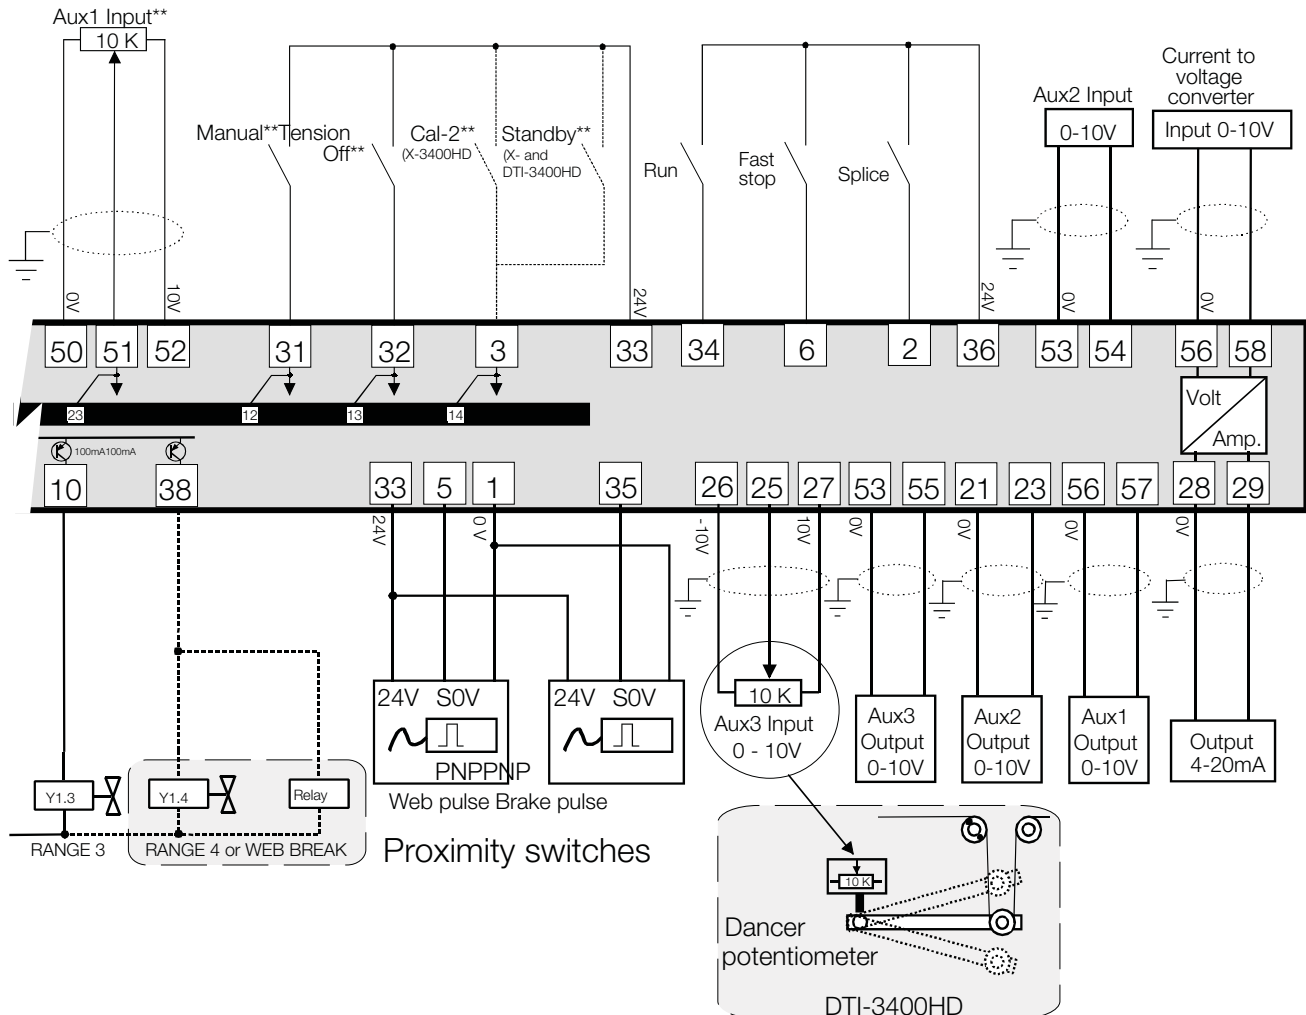 Aux1 Input**
10 K
Manual**Tension
Off**
Cal-2**
(X-3400HD
Standby**
(X- and
DTI-3400HD
Run
Fast
stop
Splice
Aux2 Input
0-10V
Current to
voltage
converter
Input 0-10V
0V
10V
24V
24V
0V
0V
50 51 52 31 32 3 33 34 6 2 36 53 54 56 58
23 12 13 14
Volt
Amp.
100mA100mA
10 38 33 5 1 35 26 25 27 53 55 21 23 56 57 28 29
24V
0 V
-10V
10V
0V
0V
0V
0V
24V S0V
24V S0V
PNPPNP
Web pulse Brake pulse
Proximity switches
10 K
Aux3 Input
0 - 10V
Aux3
Output
0-10V
Aux2
Output
0-10V
Aux1
Output
0-10V
Output
4-20mA
Y1.3
Y1.4
Relay
RANGE 3
RANGE 4 or WEB BREAK
10 K
Dancer
potentiometer
DTI-3400HD